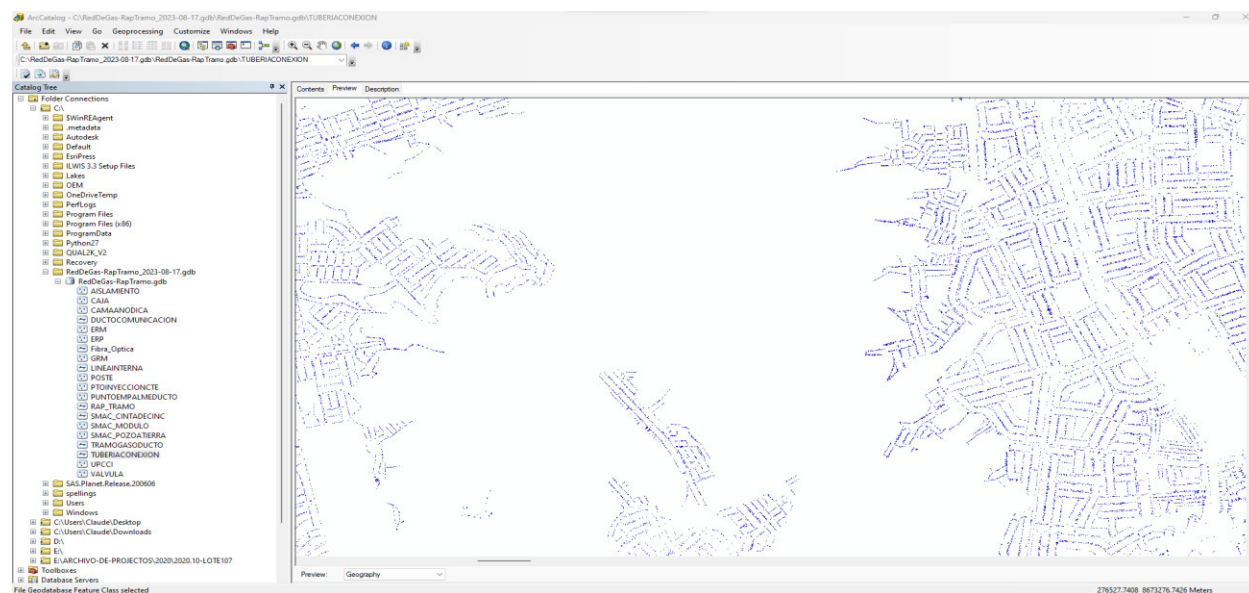 ArcCatalog - C:\RedDeGas-RapTramo_2023-08-17.gdb\RedDeGas-RapTramo.gdb\TUBERIACONEXION
File Edit View Go Geoprocessing Customize Windows Help
C:\RedDeGas-RapTramo_2023-08-17.gdb\RedDeGas-RapTramo.gdb\TUBERIACONEXION
Catalog Tree
Contents Preview Description
Folder Connections
C:\
$WinREAgent
.metadata
Autodesk
Default
EsriPress
ILWIS 3.3 Setup Files
Lakes
OEM
OneDriveTemp
PerfLogs
Program Files
Program Files (x86)
ProgramData
Python27
QUAL2K_V2
Recovery
RedDeGas-RapTramo_2023-08-17.gdb
RedDeGas-RapTramo.gdb
AISLAMIENTO
CAJA
CAMAANODICA
DUCTOCOMUNICACION
ERM
ERP
Fibra_Optica
GRM
LINEAINTERNA
POSTE
PTOINYECCIONCTE
PUNTOEMPALMEDUCTO
RAP_TRAMO
SMAC_CINTADECINC
SMAC_MODULO
SMAC_POZOATIERRA
TRAMOGASODUCTO
TUBERIACONEXION
UPCCI
VALVULA
SAS.Planet.Release.200606
spellings
Users
Windows
C:\Users\Claude\Desktop
C:\Users\Claude\Downloads
D:\
E:\
E:\ARCHIVO-DE-PROJECTOS\2020\2020.10-LOTE107
Toolboxes
Database Servers
Preview: Geography
File Geodatabase Feature Class selected
276527.7408 8673276.7426 Meters